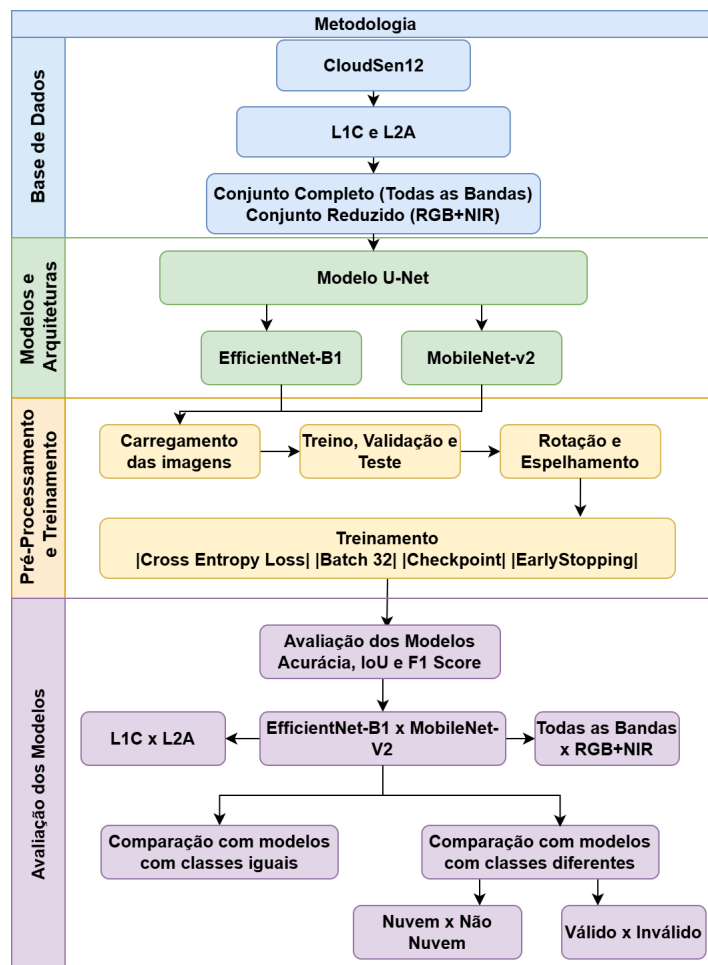 Metodologia
Base de Dados
CloudSen12
L1C e L2A
Conjunto Completo (Todas as Bandas)
Conjunto Reduzido (RGB+NIR)
Modelos e
Arquiteturas
Modelo U-Net
EfficientNet-B1
MobileNet-v2
Pré-Processamento
e Treinamento
Carregamento
das imagens
Treino, Validação e
Teste
Rotação e
Espelhamento
Treinamento
|Cross Entropy Loss| |Batch 32| |Checkpoint| |EarlyStopping|
Avaliação dos Modelos
Avaliação dos Modelos
Acurácia, IoU e F1 Score
L1C x L2A
EfficientNet-B1 x MobileNet-
V2
Todas as Bandas
x RGB+NIR
Comparação com modelos
com classes iguais
Comparação com modelos
com classes diferentes
Nuvem x Não
Nuvem
Válido x Inválido